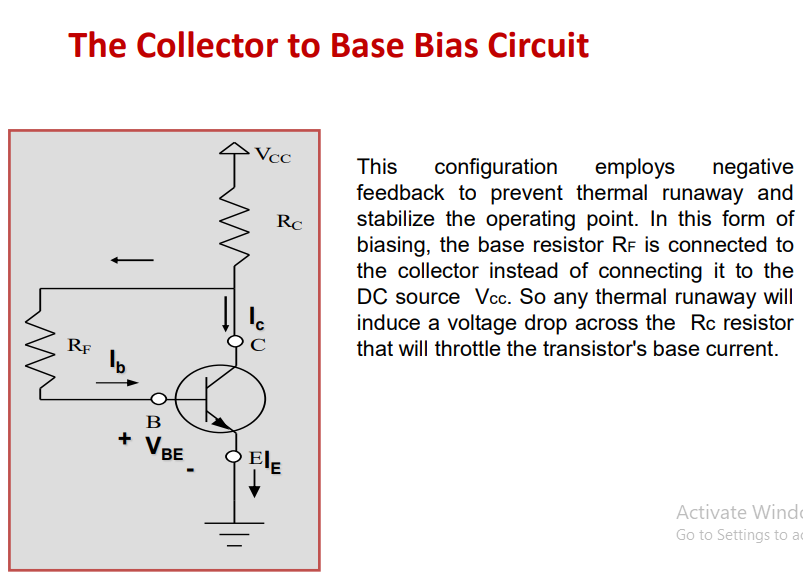 The Collector to Base Bias Circuit
VCC
RC
Ic
C
RF
Ib
B
+ VBE -
E IE
This configuration employs negative
feedback to prevent thermal runaway and
stabilize the operating point. In this form of
biasing, the base resistor RF is connected to
the collector instead of connecting it to the
DC source Vcc. So any thermal runaway will
induce a voltage drop across the Rc resistor
that will throttle the transistor's base current.
Activate Windo
Go to Settings to ac